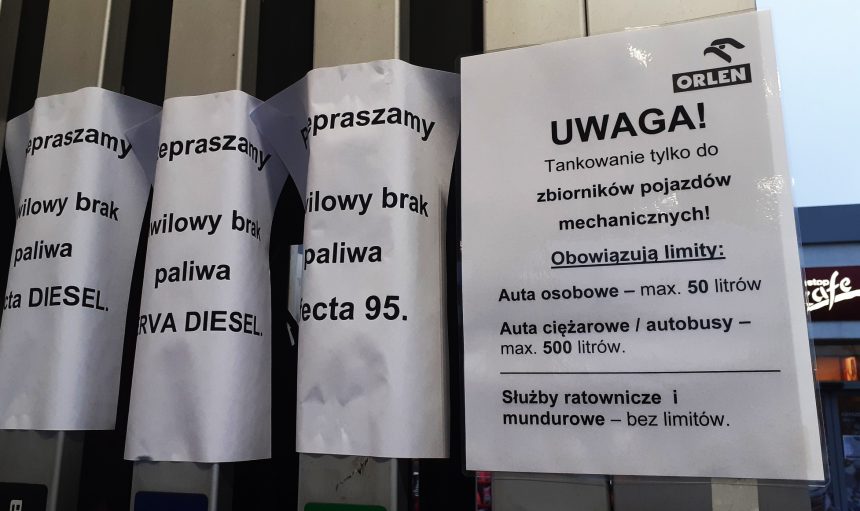 epraszamy
wilowy brak
paliwa
cta DIESEL.
epraszamy
wilowy brak
paliwa
RVA DIESEL.
epraszamy
wilowy brak
paliwa
fecta 95.
ORLEN
UWAGA!
Tankowanie tylko do
zbiorników pojazdów
mechanicznych!
Obowiązują limity:
Auta osobowe – max. 50 litrów
Auta ciężarowe / autobusy –
max. 500 litrów.
Służby ratownicze i
mundurowe – bez limitów.
stop
cafe